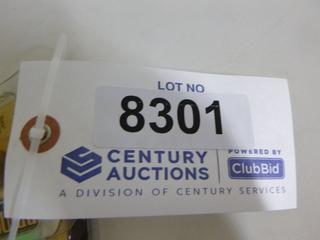 LOT NO
8301
CENTURY AUCTIONS
POWERED BY
ClubBid
A DIVISION OF CENTURY SERVICES